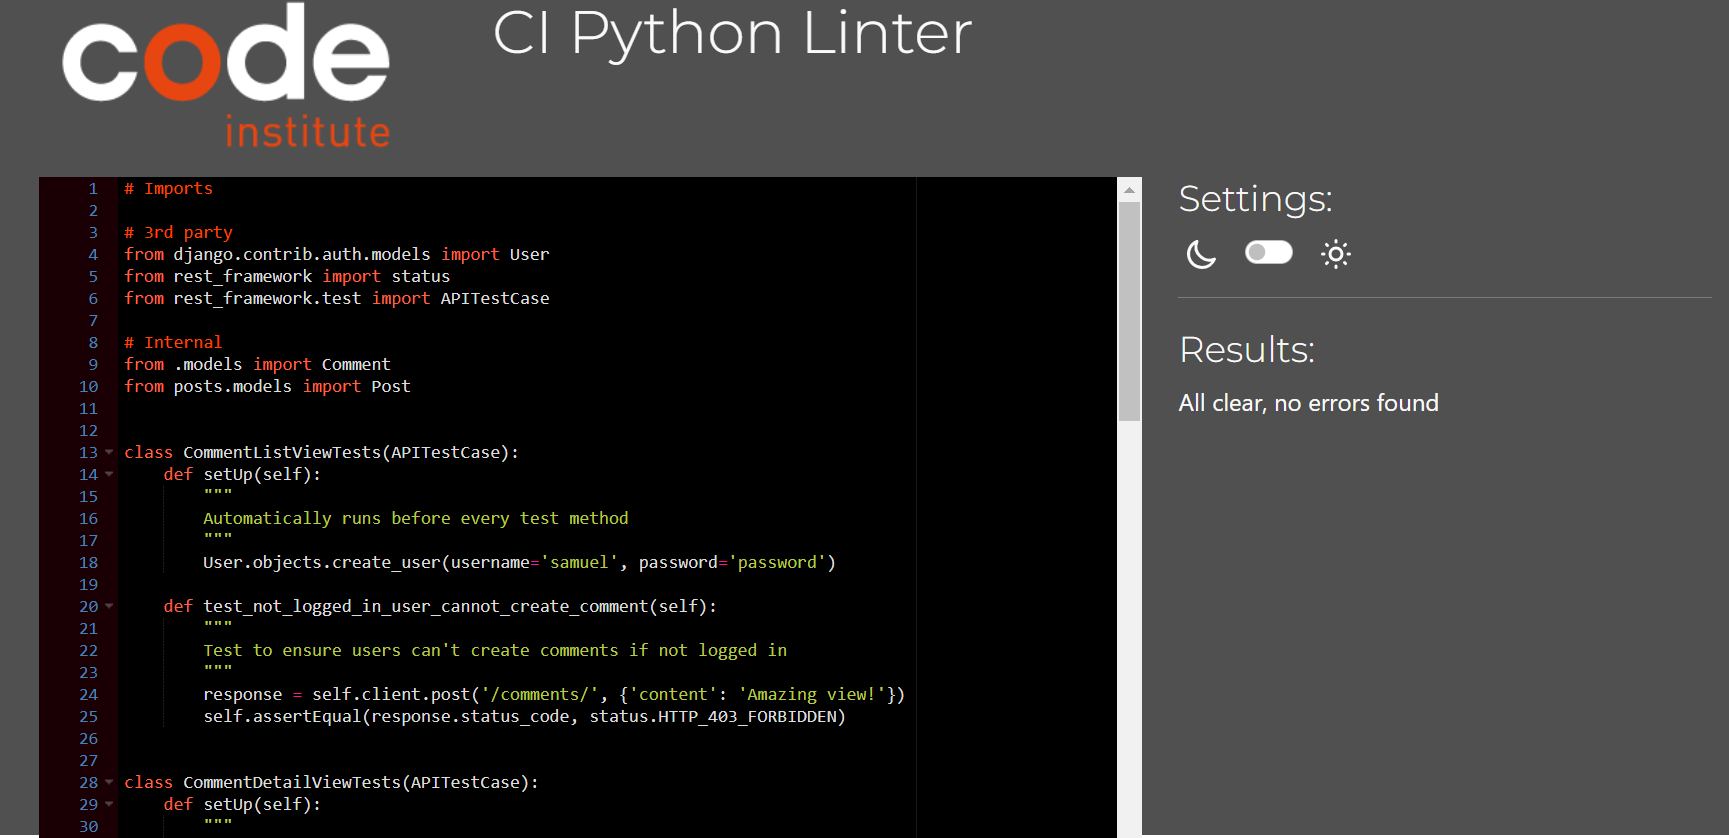 code
institute
CI Python Linter
1 # Imports
2
3 # 3rd party
4 from django.contrib.auth.models import User
5 from rest_framework import status
6 from rest_framework.test import APITestCase
7
8 # Internal
9 from .models import Comment
10 from posts.models import Post
11
12
13 class CommentListViewTests(APITestCase):
14     def setUp(self):
15         """
16         Automatically runs before every test method
17         """
18         User.objects.create_user(username='samuel', password='password')
19
20     def test_not_logged_in_user_cannot_create_comment(self):
21         """
22         Test to ensure users can't create comments if not logged in
23         """
24         response = self.client.post('/comments/', {'content': 'Amazing view!'})
25         self.assertEqual(response.status_code, status.HTTP_403_FORBIDDEN)
26
27
28 class CommentDetailViewTests(APITestCase):
29     def setUp(self):
30         """
Settings:
Results:
All clear, no errors found